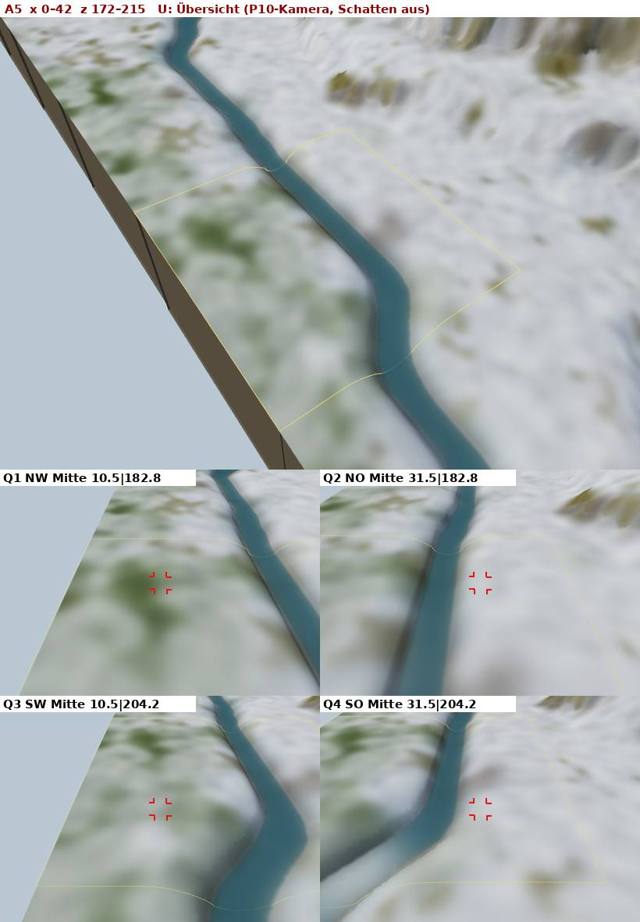 A5 x 0–42 z 172–215 U: Übersicht (P10-Kamera, Schatten aus)
Q1 NW Mitte 10.5|182.8
Q2 NO Mitte 31.5|182.8
Q3 SW Mitte 10.5|204.2
Q4 SO Mitte 31.5|204.2